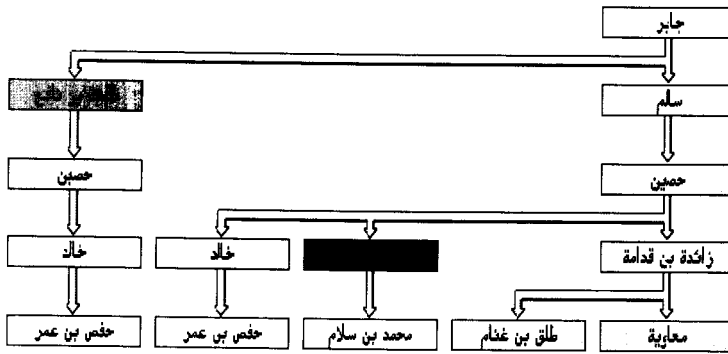 جابر
سالم
حصين
حصين
زائدة بن قدامة
خالد
خالد
معاوية
طلق بن غنام
محمد بن سلام
حفص بن عمر
حفص بن عمر